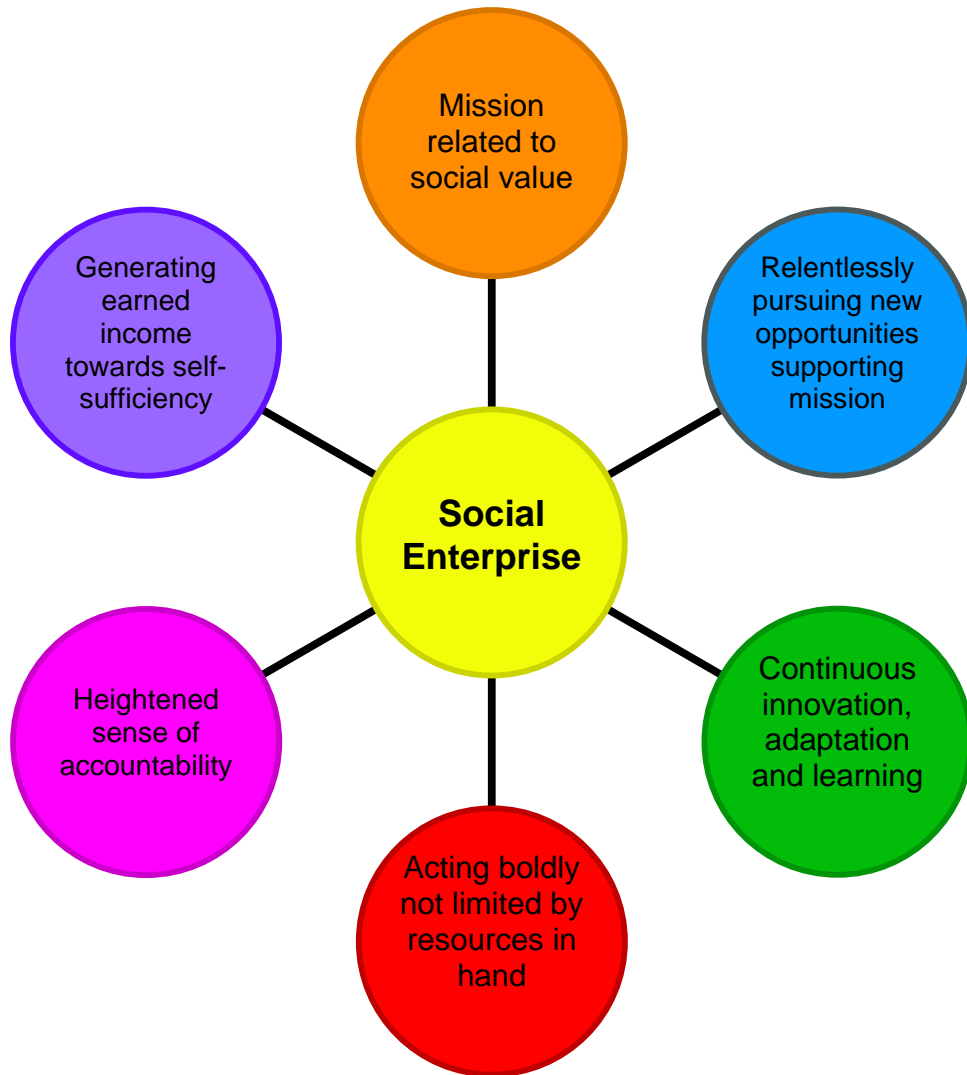 Mission
related to
social value
Generating
earned
income
towards self-
sufficiency
Relentlessly
pursuing new
opportunities
supporting
mission
Social
Enterprise
Heightened
sense of
accountability
Continuous
innovation,
adaptation
and learning
Acting boldly
not limited by
resources in
hand